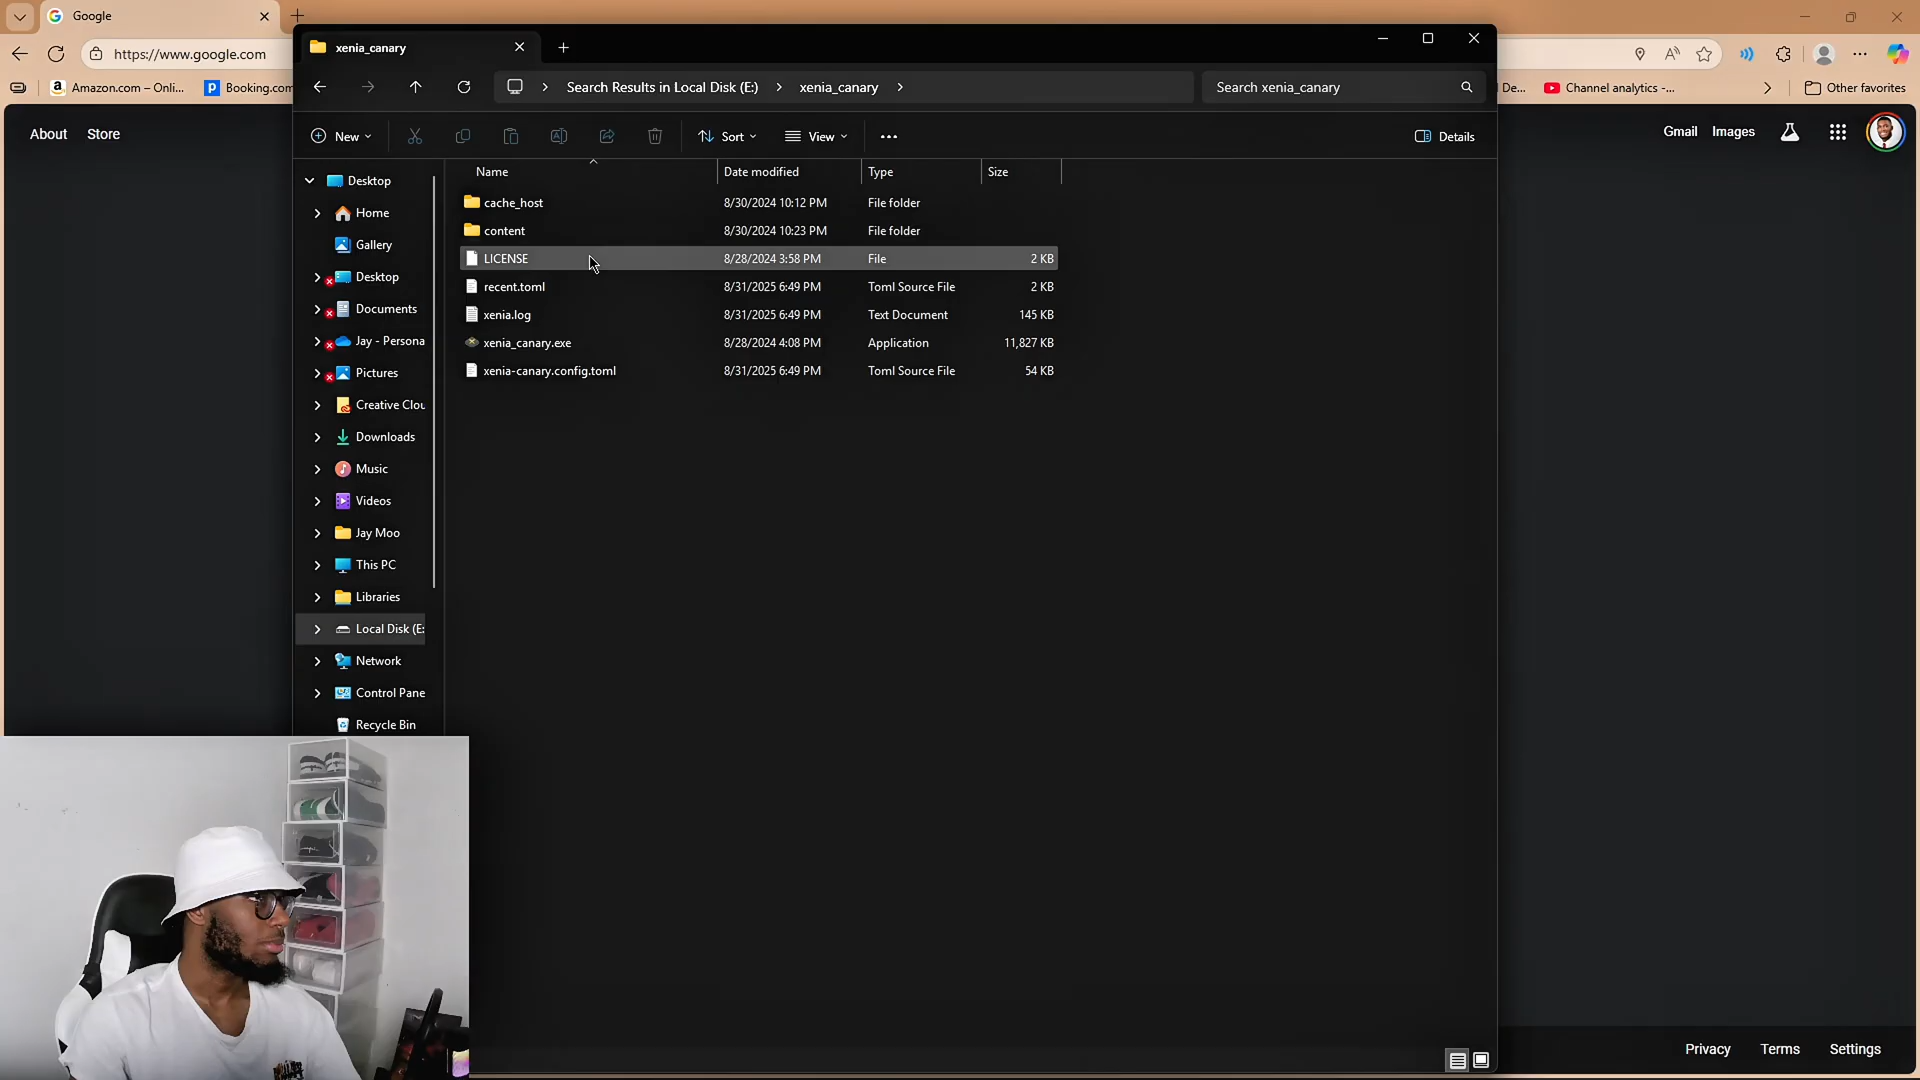 Google
https://www.google.com
Amazon.com – Onli...
Booking.com
De...
Channel analytics -...
Other favorites
About
Store
Gmail
Images
xenia_canary
Search Results in Local Disk (E:)
xenia_canary
Search xenia_canary
New
Sort
View
Details
Name
Date modified
Type
Size
cache_host 8/30/2024 10:12 PM File folder
content 8/30/2024 10:23 PM File folder
LICENSE 8/28/2024 3:58 PM File 2 KB
recent.toml 8/31/2025 6:49 PM Toml Source File 2 KB
xenia.log 8/31/2025 6:49 PM Text Document 145 KB
xenia_canary.exe 8/28/2024 4:08 PM Application 11,827 KB
xenia-canary.config.toml 8/31/2025 6:49 PM Toml Source File 54 KB
Desktop
Home
Gallery
Desktop
Documents
Jay - Persona
Pictures
Creative Clou
Downloads
Music
Videos
Jay Moo
This PC
Libraries
Local Disk (E:
Network
Control Pane
Recycle Bin
Privacy
Terms
Settings